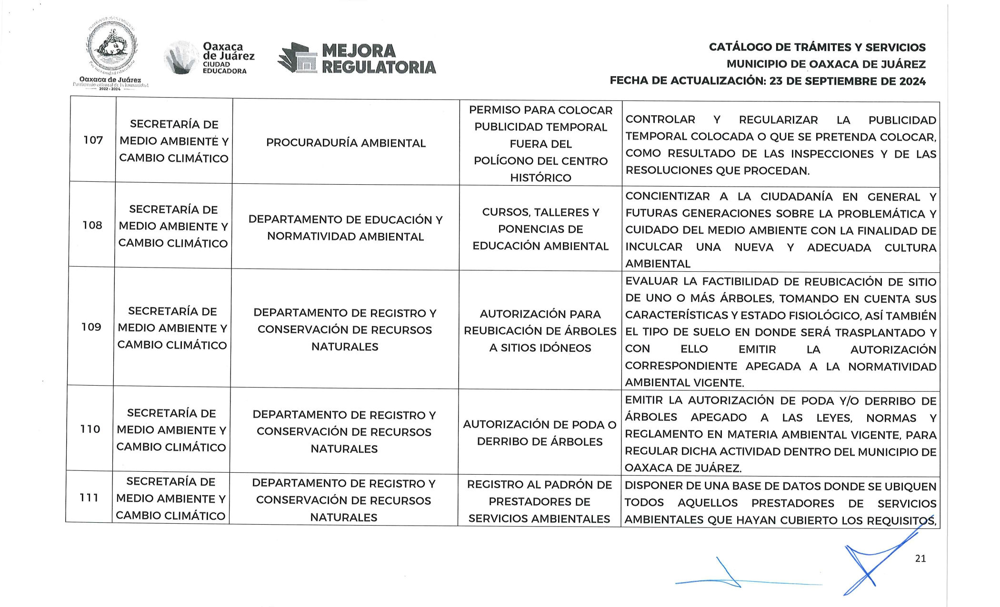 Oaxaca de Juárez
Patrimonio cultural de la humanidad
2022 - 2024
Oaxaca
de Juárez
CIUDAD
EDUCADORA
MEJORA
REGULATORIA
CATÁLOGO DE TRÁMITES Y SERVICIOS
MUNICIPIO DE OAXACA DE JUÁREZ
FECHA DE ACTUALIZACIÓN: 23 DE SEPTIEMBRE DE 2024
107
SECRETARÍA DE
MEDIO AMBIENTE Y
CAMBIO CLIMÁTICO
PROCURADURÍA AMBIENTAL
PERMISO PARA COLOCAR
PUBLICIDAD TEMPORAL
FUERA DEL
POLÍGONO DEL CENTRO
HISTÓRICO
CONTROLAR Y REGULARIZAR LA PUBLICIDAD
TEMPORAL COLOCADA O QUE SE PRETENDA COLOCAR,
COMO RESULTADO DE LAS INSPECCIONES Y DE LAS
RESOLUCIONES QUE PROCEDAN.
108
SECRETARÍA DE
MEDIO AMBIENTE Y
CAMBIO CLIMÁTICO
DEPARTAMENTO DE EDUCACIÓN Y
NORMATIVIDAD AMBIENTAL
CURSOS, TALLERES Y
PONENCIAS DE
EDUCACIÓN AMBIENTAL
CONCIENTIZAR A LA CIUDADANÍA EN GENERAL Y
FUTURAS GENERACIONES SOBRE LA PROBLEMÁTICA Y
CUIDADO DEL MEDIO AMBIENTE CON LA FINALIDAD DE
INCULCAR UNA NUEVA Y ADECUADA CULTURA
AMBIENTAL
109
SECRETARÍA DE
MEDIO AMBIENTE Y
CAMBIO CLIMÁTICO
DEPARTAMENTO DE REGISTRO Y
CONSERVACIÓN DE RECURSOS
NATURALES
AUTORIZACIÓN PARA
REUBICACIÓN DE ÁRBOLES
A SITIOS IDÓNEOS
EVALUAR LA FACTIBILIDAD DE REUBICACIÓN DE SITIO
DE UNO O MÁS ÁRBOLES, TOMANDO EN CUENTA SUS
CARACTERÍSTICAS Y ESTADO FISIOLÓGICO, ASÍ TAMBIÉN
EL TIPO DE SUELO EN DONDE SERÁ TRASPLANTADO Y
CON ELLO EMITIR LA AUTORIZACIÓN
CORRESPONDIENTE APEGADA A LA NORMATIVIDAD
AMBIENTAL VIGENTE.
110
SECRETARÍA DE
MEDIO AMBIENTE Y
CAMBIO CLIMÁTICO
DEPARTAMENTO DE REGISTRO Y
CONSERVACIÓN DE RECURSOS
NATURALES
AUTORIZACIÓN DE PODA O
DERRIBO DE ÁRBOLES
EMITIR LA AUTORIZACIÓN DE PODA Y/O DERRIBO DE
ÁRBOLES APEGADO A LAS LEYES, NORMAS Y
REGLAMENTO EN MATERIA AMBIENTAL VIGENTE, PARA
REGULAR DICHA ACTIVIDAD DENTRO DEL MUNICIPIO DE
OAXACA DE JUÁREZ.
111
SECRETARÍA DE
MEDIO AMBIENTE Y
CAMBIO CLIMÁTICO
DEPARTAMENTO DE REGISTRO Y
CONSERVACIÓN DE RECURSOS
NATURALES
REGISTRO AL PADRÓN DE
PRESTADORES DE
SERVICIOS AMBIENTALES
DISPONER DE UNA BASE DE DATOS DONDE SE UBIQUEN
TODOS AQUELLOS PRESTADORES DE SERVICIOS
AMBIENTALES QUE HAYAN CUBIERTO LOS REQUISITOS,
21